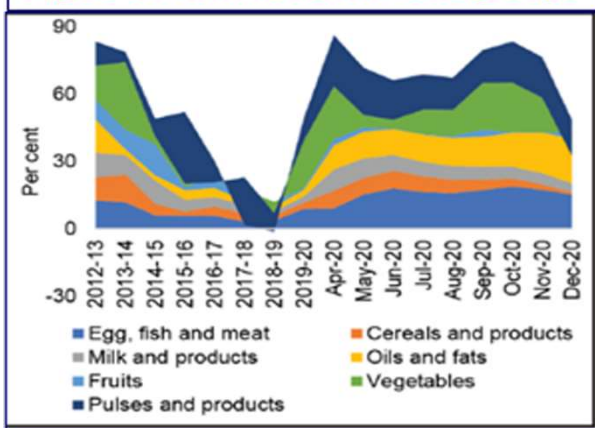 90
60
30
0
-30
Per cent
2012-13
2013-14
2014-15
2015-16
2016-17
2017-18
2018-19
2019-20
Apr-20
May-20
Jun-20
Jul-20
Aug-20
Sep-20
Oct-20
Nov-20
Dec-20
Egg, fish and meat
Cereals and products
Milk and products
Oils and fats
Fruits
Vegetables
Pulses and products